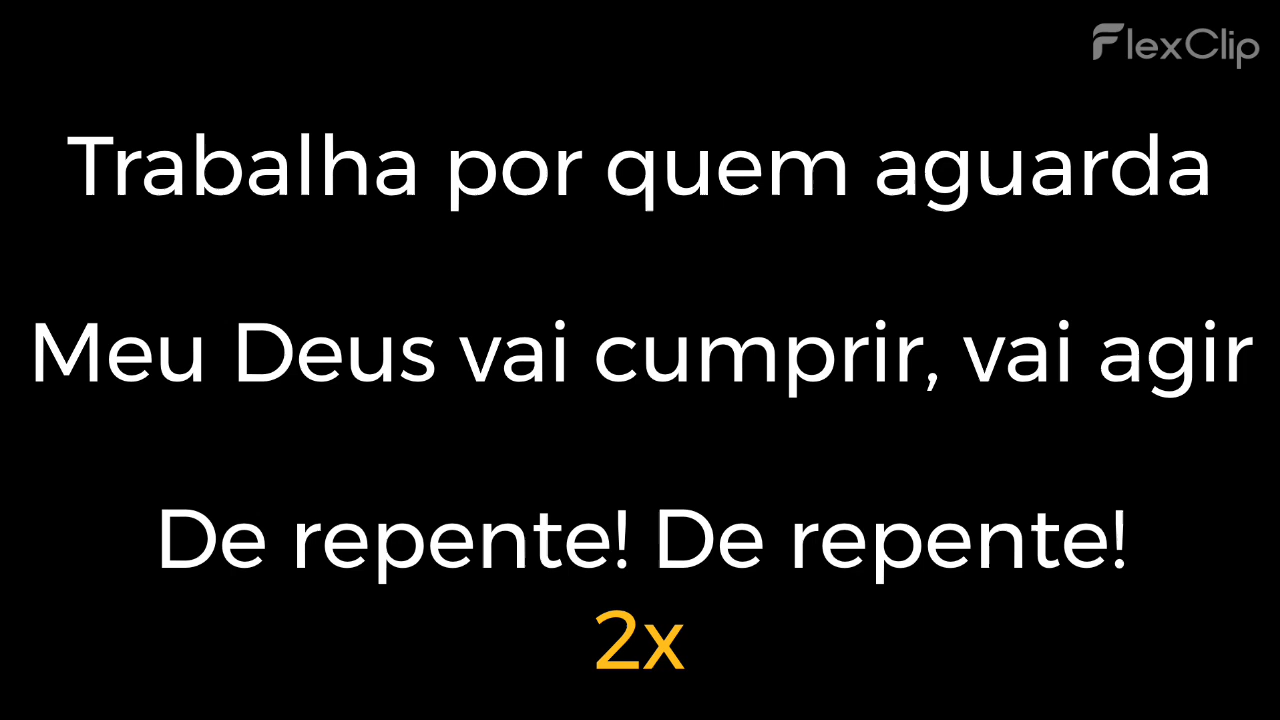 FlexClip
Trabalha por quem aguarda
Meu Deus vai cumprir, vai agir
De repente! De repente!
2x